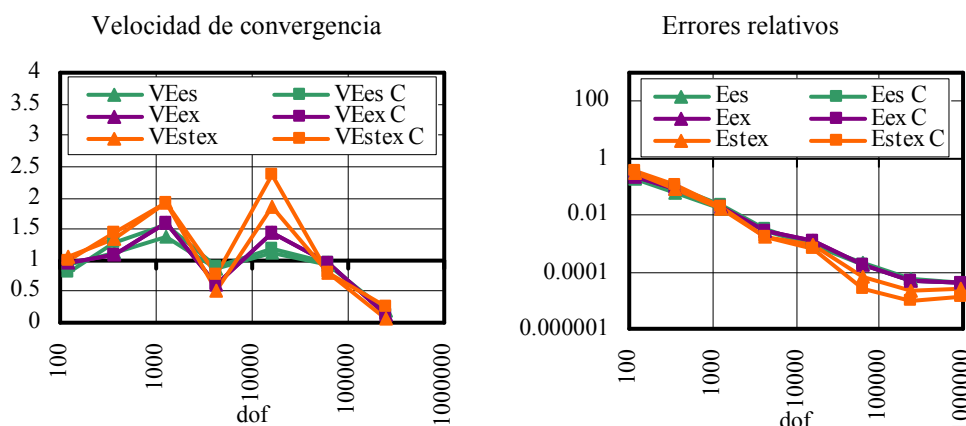 Velocidad de convergencia
4
3.5
3
2.5
2
1.5
1
0.5
0
VEes
VEes C
VEex
VEex C
VEstex
VEstex C
100
1000
10000
100000
1000000
dof
Errores relativos
100
1
0.01
0.0001
0.000001
Ees
Ees C
Eex
Eex C
Estex
Estex C
100
1000
10000
100000
000000
dof